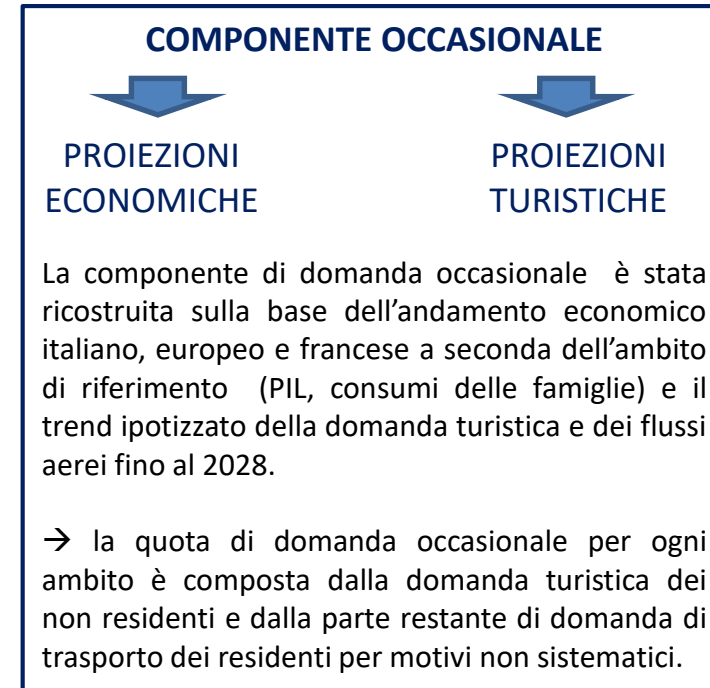 COMPONENTE OCCASIONALE
PROIEZIONI
ECONOMICHE
PROIEZIONI
TURISTICHE
La componente di domanda occasionale è stata
ricostruita sulla base dell'andamento economico
italiano, europeo e francese a seconda dell'ambito
di riferimento (PIL, consumi delle famiglie) e il
trend ipotizzato della domanda turistica e dei flussi
aerei fino al 2028.
→ la quota di domanda occasionale per ogni
ambito è composta dalla domanda turistica dei
non residenti e dalla parte restante di domanda di
trasporto dei residenti per motivi non sistematici.